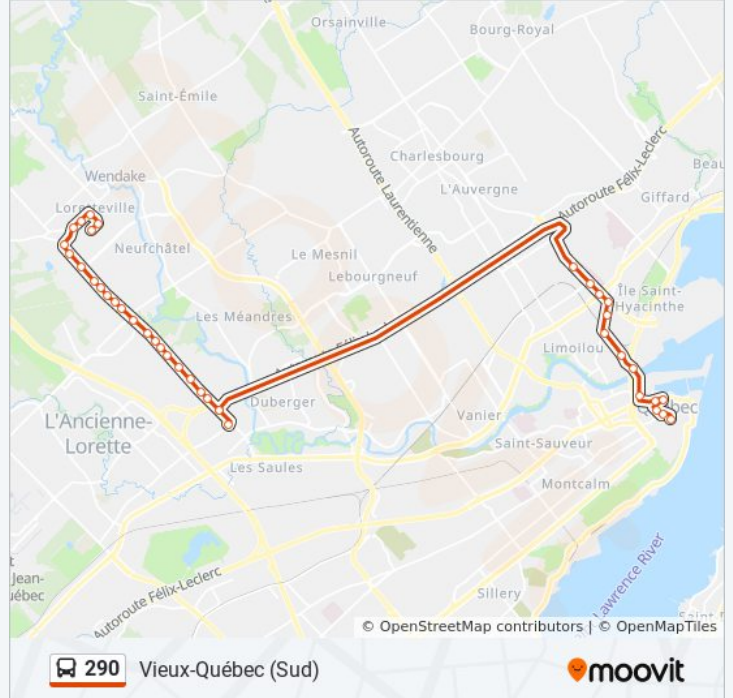 Orsainville
Bourg-Royal
Saint-Émile
Autoroute Laurentienne
Charlesbourg
Autoroute Félix-Leclerc
Beau
Wendake
L'Auvergne
Giffard
Loretteville
Neufchâtel
Le Mesnil
Lebourgneuf
Île Saint-
Hyacinthe
Les Méandres
Limoilou
Duberger
Vanier
Québec
L'Ancienne-
Lorette
Saint-Sauveur
Les Saules
Montcalm
Jean-
Autoroute Félix-Leclerc
Sillery
Lawrence River
© OpenStreetMap contributors | © OpenMapTiles
290 Vieux-Québec (Sud)
moovit